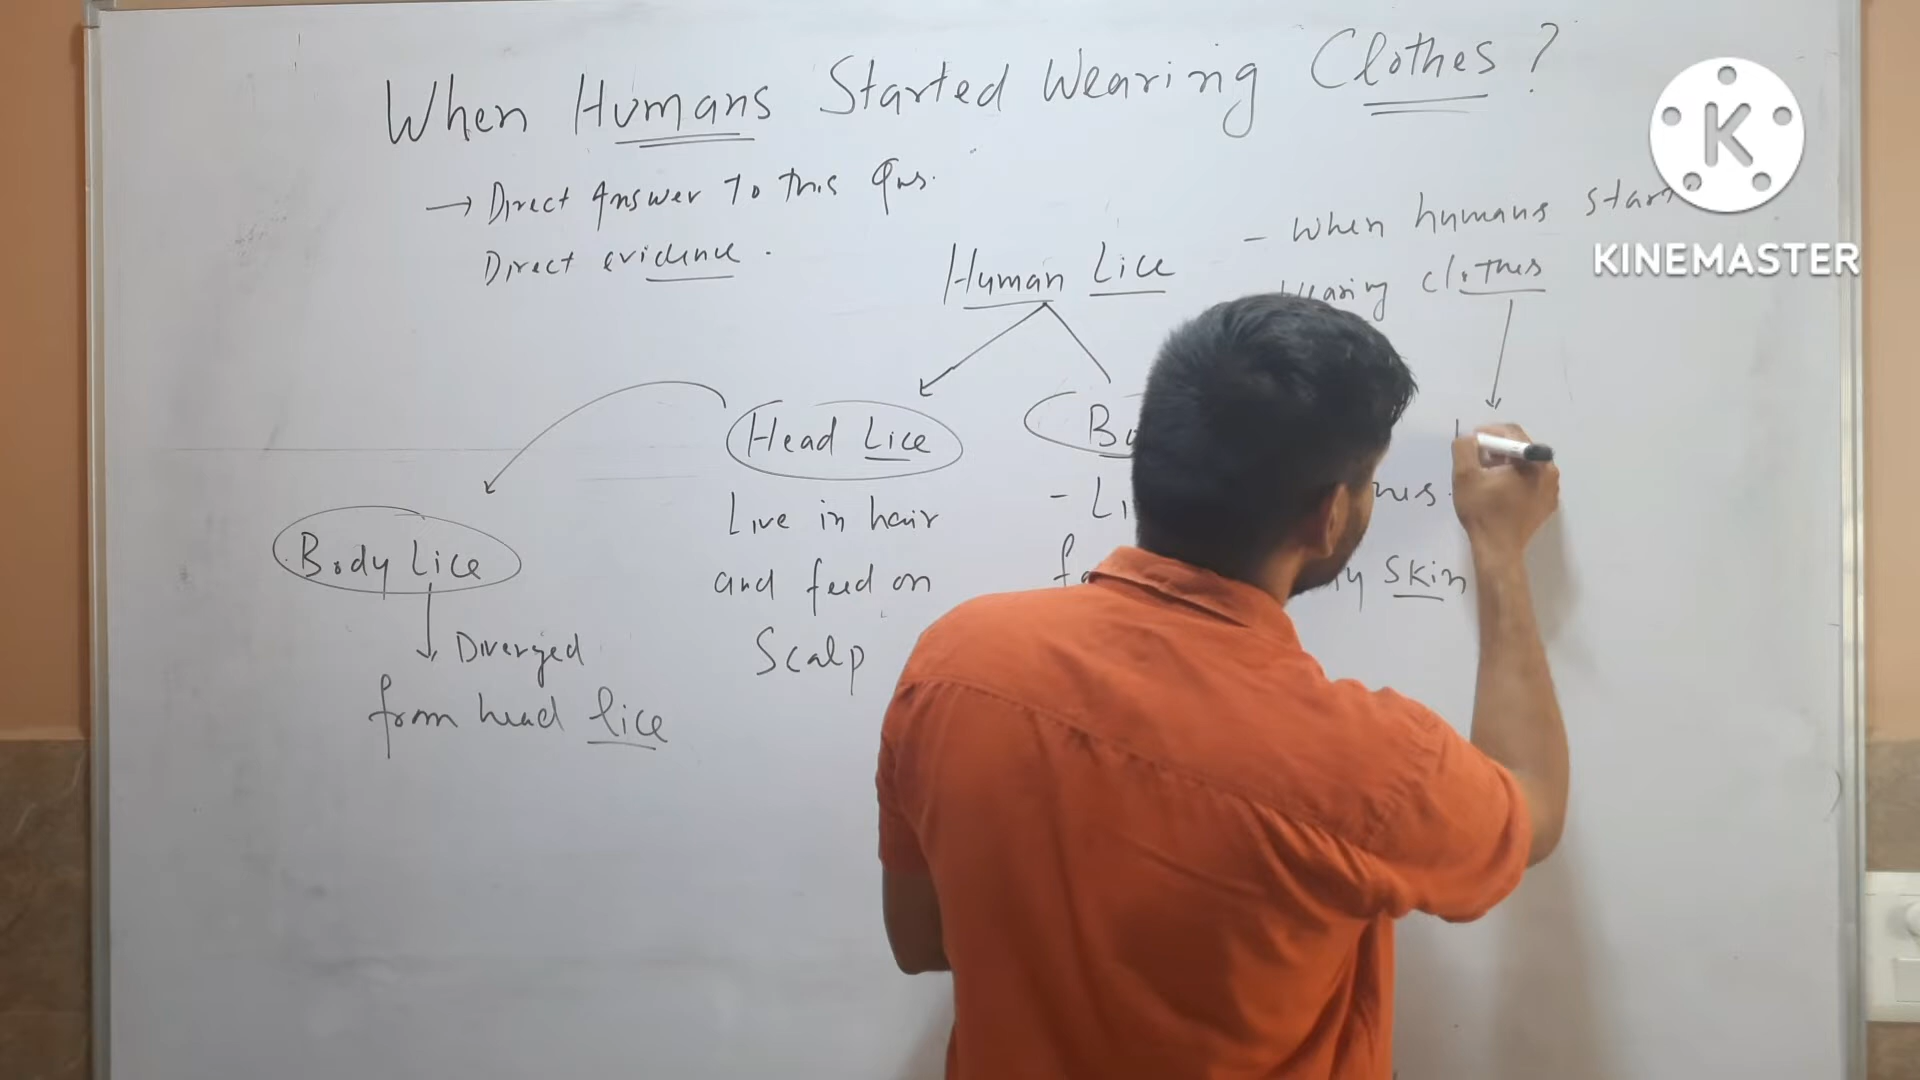 When Humans Started Wearing Clothes ?
→ Direct Answer To this Qns.
Direct evidence.
Human Lice
- When humans start
wearing clothes
Head Lice
Live in hair
and feed on
Scalp
- Li
skin
Body Lice
↓ Diverged
from head lice
K
KINEMASTER